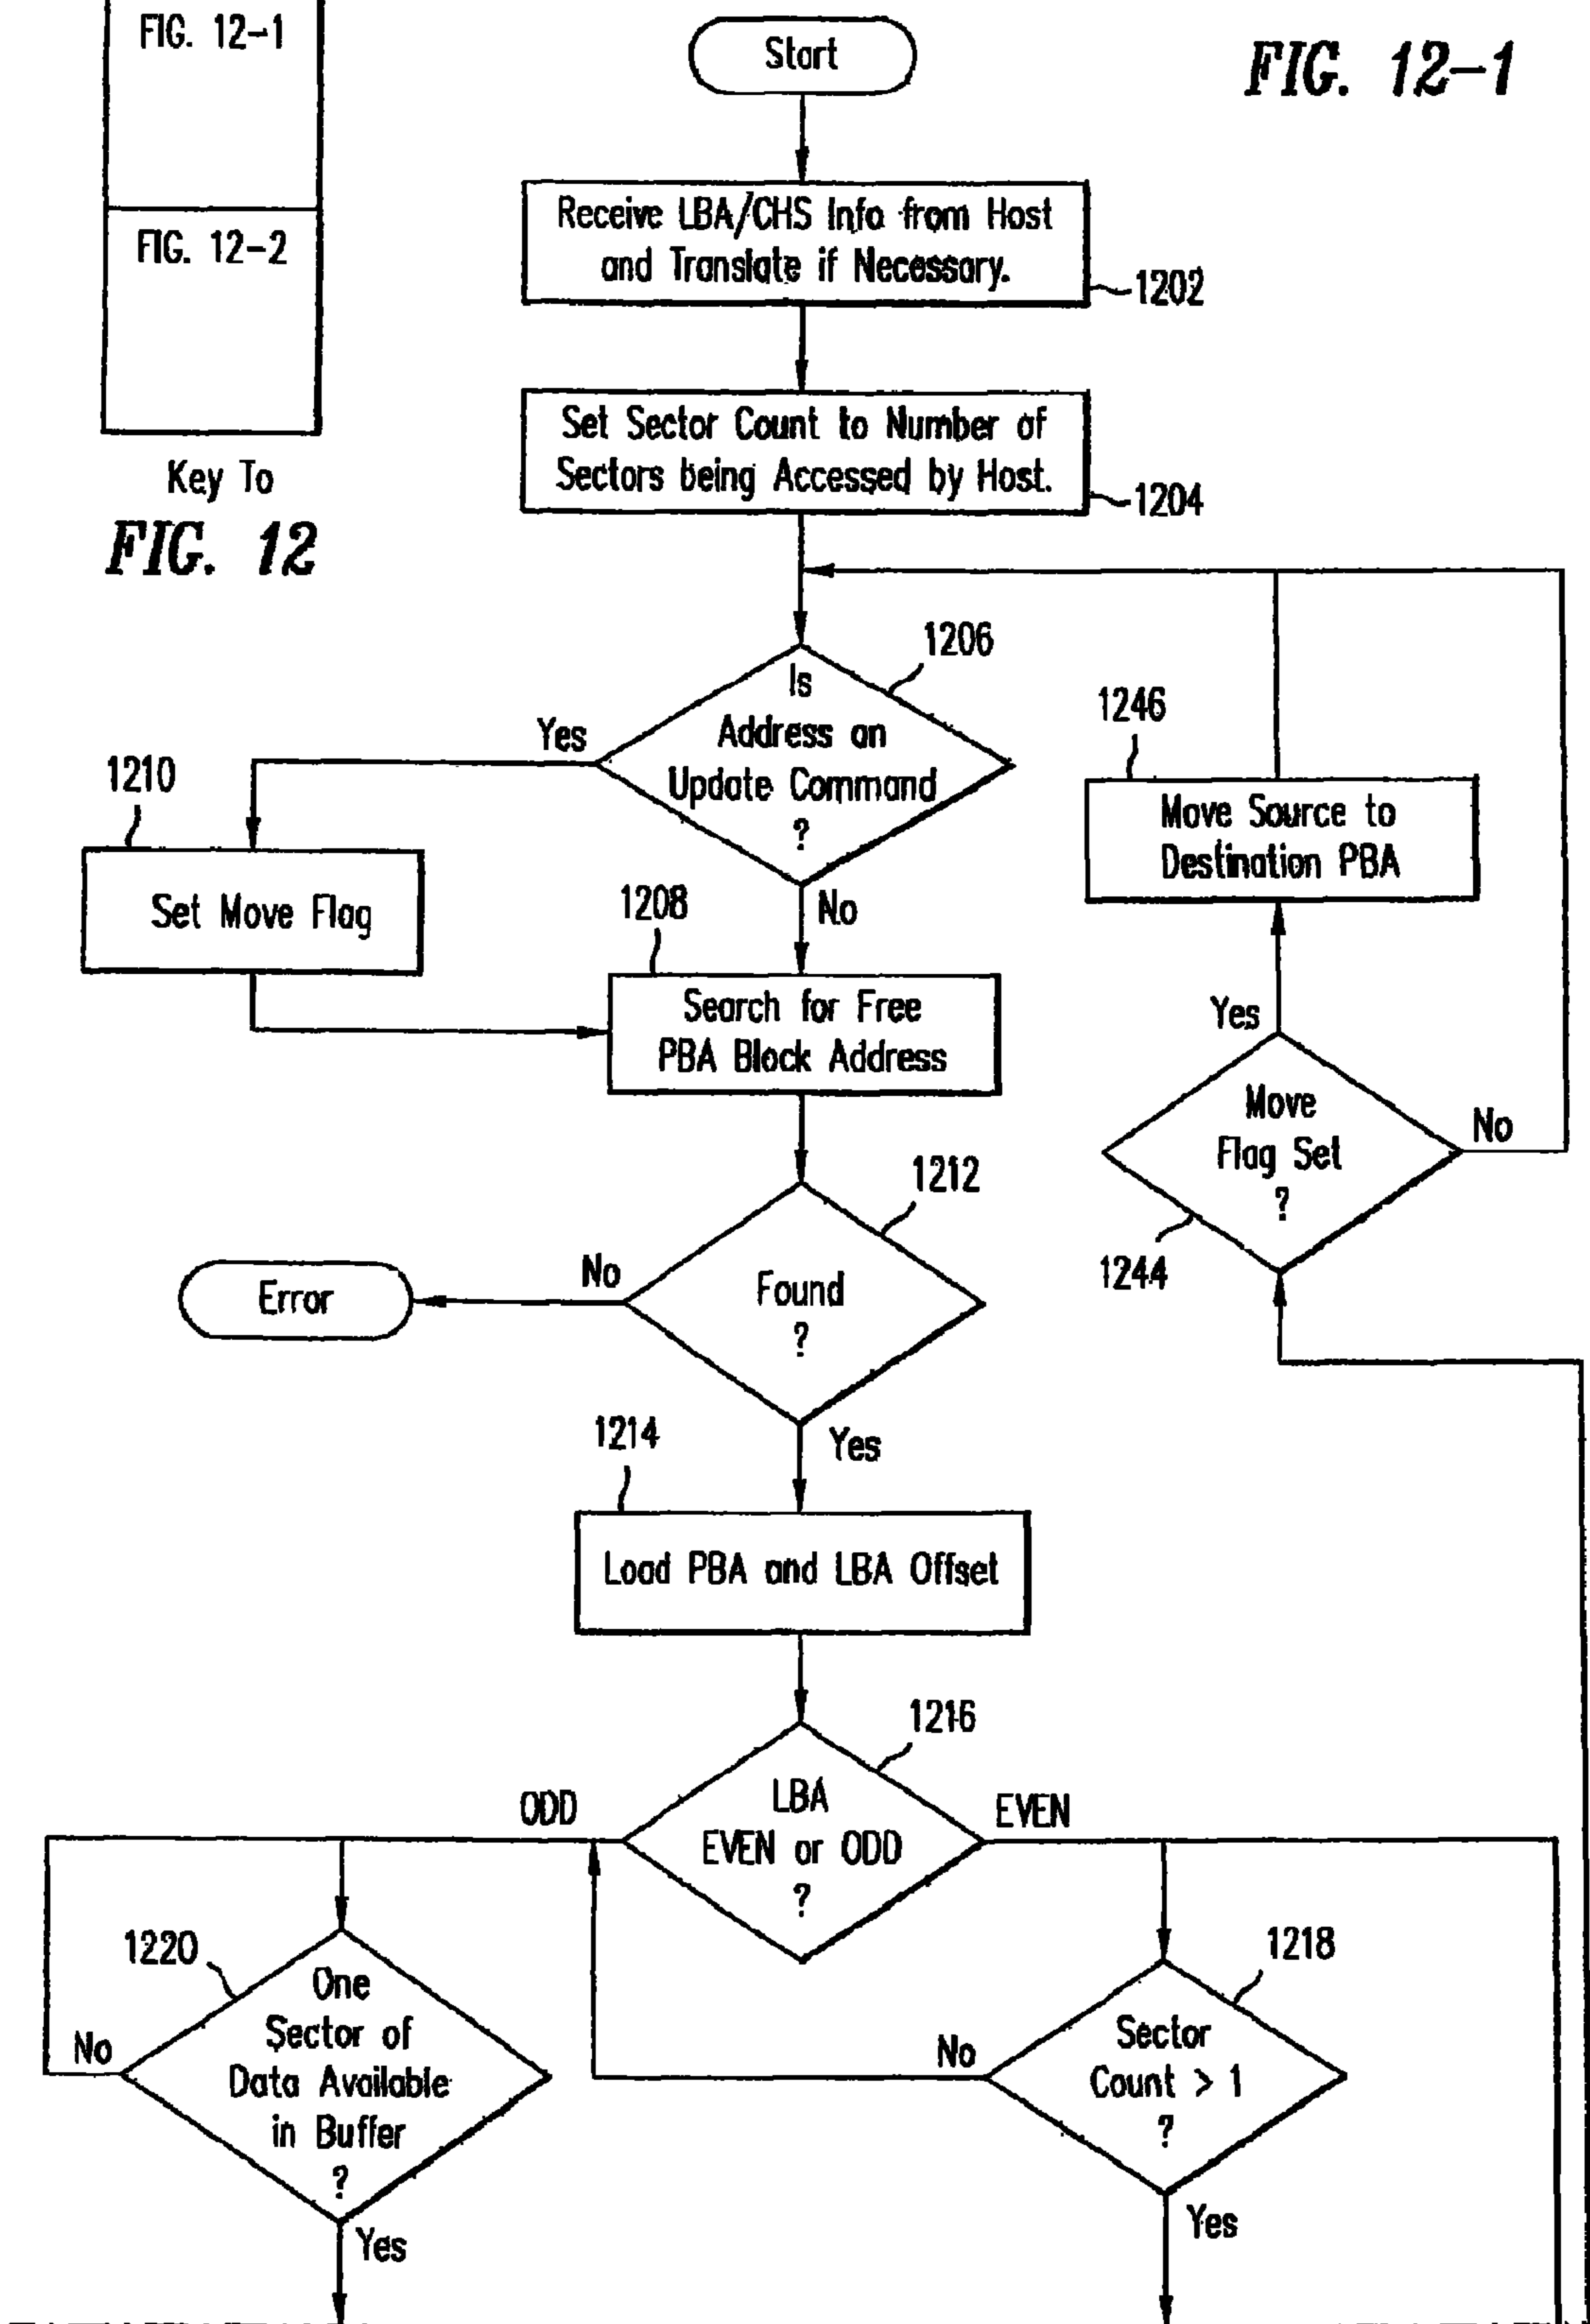 FIG. 12-1
FIG. 12-2
Key To
FIG. 12
FIG. 12-1
Start
Receive LBA/CHS Info from Host
and Translate if Necessary.
1202
Set Sector Count to Number of
Sectors being Accessed by Host.
1204
1206
Is
Address an
Update Command
?
Yes
No
1210
Set Move Flag
1208
Search for Free
PBA Block Address
1246
Move Source to
Destination PBA
Yes
Move
Flag Set
?
No
1244
1212
Found
?
No
Error
Yes
1214
Load PBA and LBA Offset
1216
LBA
EVEN or ODD
?
ODD
EVEN
1220
One
Sector of
Data Available
in Buffer
?
No
Yes
1218
Sector
Count > 1
?
No
Yes